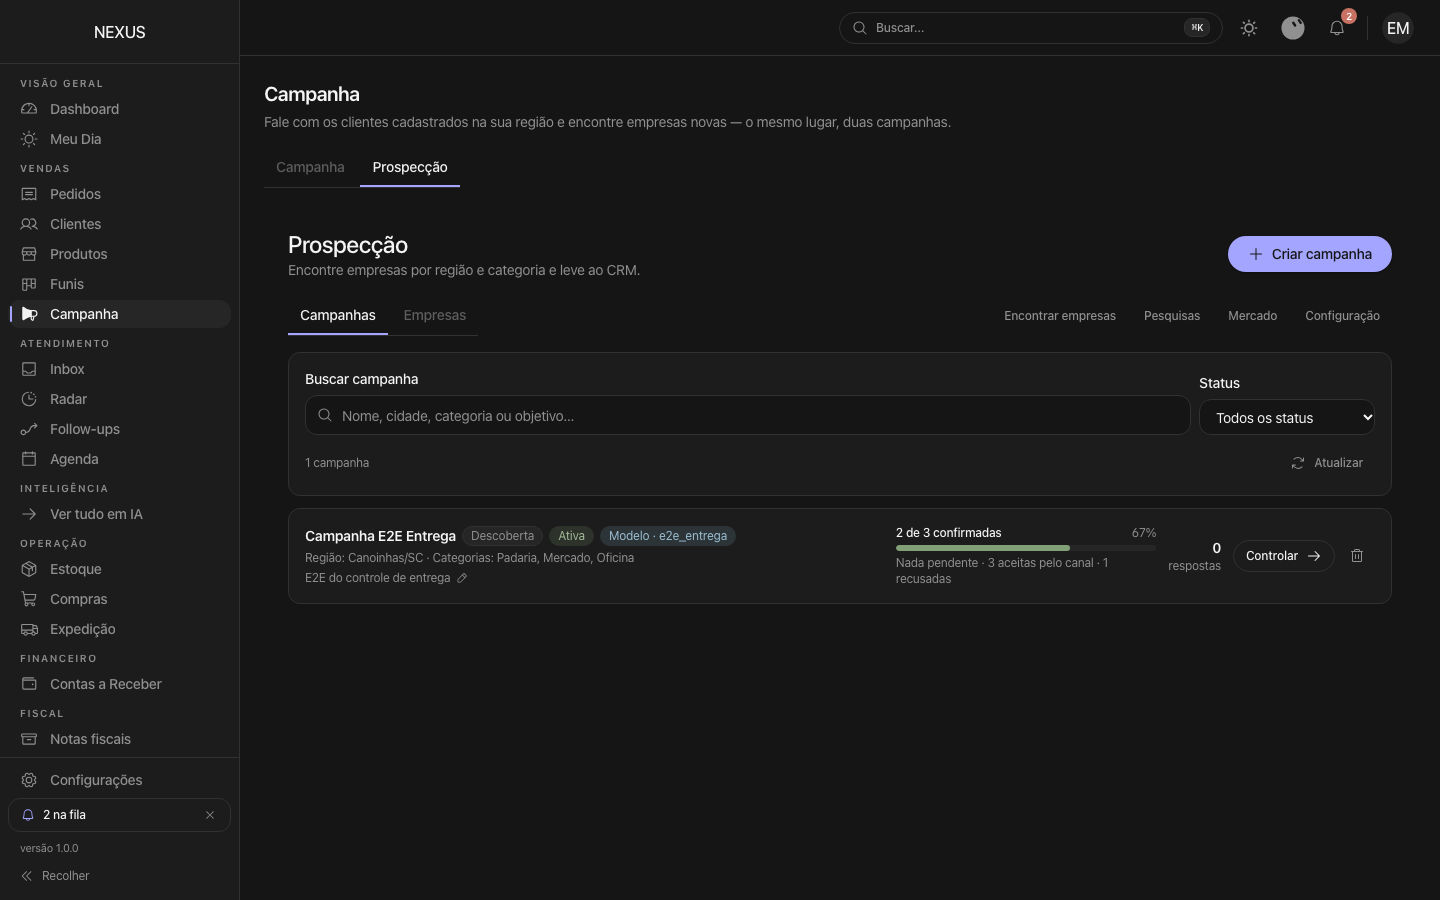 NEXUS
Buscar...
⌘K
2
EM
VISÃO GERAL
Dashboard
Meu Dia
VENDAS
Pedidos
Clientes
Produtos
Funis
Campanha
ATENDIMENTO
Inbox
Radar
Follow-ups
Agenda
INTELIGÊNCIA
Ver tudo em IA
OPERAÇÃO
Estoque
Compras
Expedição
FINANCEIRO
Contas a Receber
FISCAL
Notas fiscais
Configurações
2 na fila
versão 1.0.0
Recolher
Campanha
Fale com os clientes cadastrados na sua região e encontre empresas novas — o mesmo lugar, duas campanhas.
Campanha Prospecção
Prospecção
Encontre empresas por região e categoria e leve ao CRM.
Criar campanha
Campanhas Empresas
Encontrar empresas Pesquisas Mercado Configuração
Buscar campanha
Nome, cidade, categoria ou objetivo...
Status
Todos os status
1 campanha
Atualizar
Campanha E2E Entrega Descoberta Ativa Modelo · e2e_entrega
Região: Canoinhas/SC · Categorias: Padaria, Mercado, Oficina
E2E do controle de entrega
2 de 3 confirmadas 67%
Nada pendente · 3 aceitas pelo canal · 1
recusadas
0
respostas
Controlar